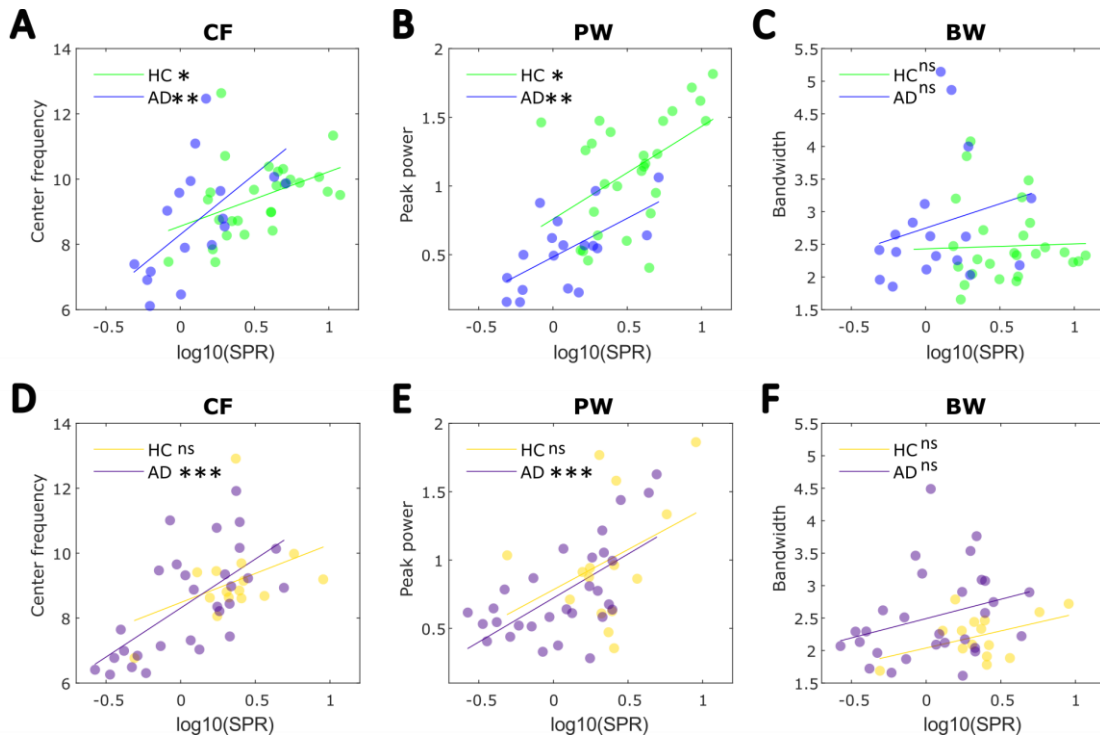 A
CF
HC *
AD**
Center frequency
14
12
10
8
6
-0.5 0 0.5 1
log10(SPR)
B
PW
HC *
AD**
Peak power
2
1.5
1
0.5
0
-0.5 0 0.5 1
log10(SPR)
C
BW
HC ns
AD ns
Bandwidth
5.5
5
4.5
4
3.5
3
2.5
2
1.5
-0.5 0 0.5 1
log10(SPR)
D
CF
HC ns
AD ***
Center frequency
14
12
10
8
6
-0.5 0 0.5 1
log10(SPR)
E
PW
HC ns
AD ***
Peak power
2
1.5
1
0.5
0
-0.5 0 0.5 1
log10(SPR)
F
BW
HC ns
AD ns
Bandwidth
5.5
5
4.5
4
3.5
3
2.5
2
1.5
-0.5 0 0.5 1
log10(SPR)